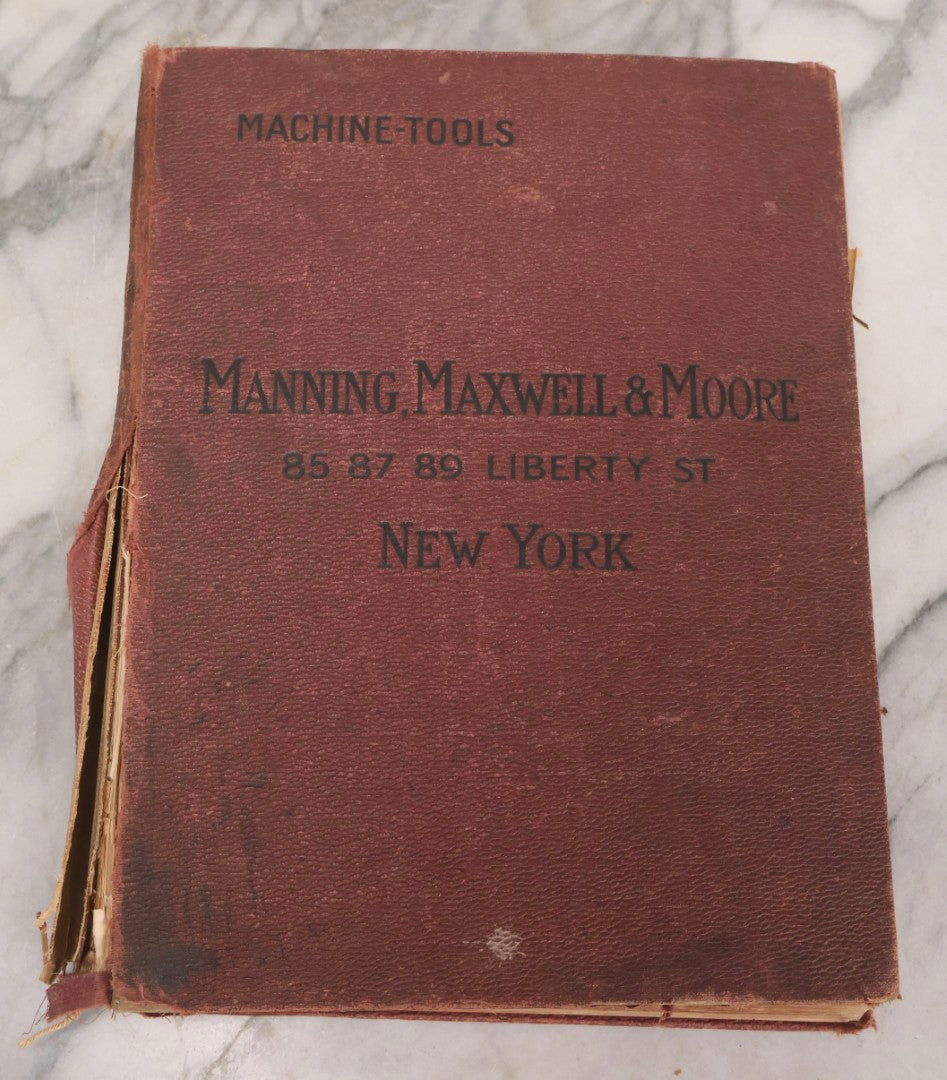 MACHINE-TOOLS
MANNING, MAXWELL & MOORE
85 87 89 LIBERTY ST
NEW YORK